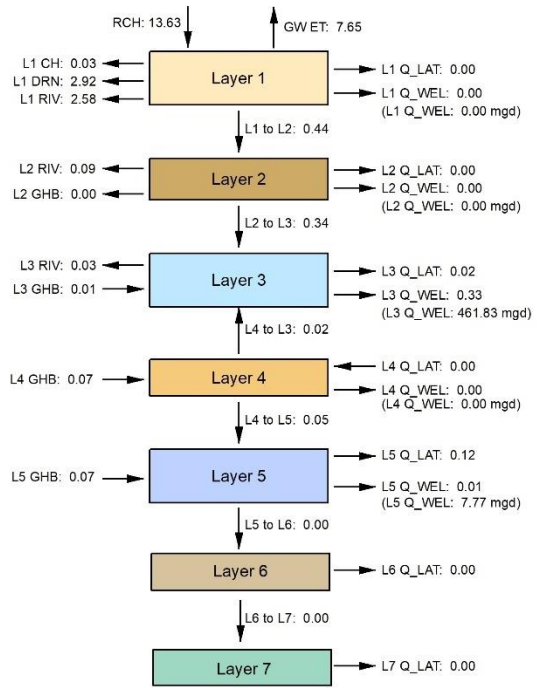 RCH: 13.63
GW ET: 7.65
L1 CH: 0.03
L1 DRN: 2.92
L1 RIV: 2.58
Layer 1
L1 Q_LAT: 0.00
L1 Q_WEL: 0.00
(L1 Q_WEL: 0.00 mgd)
L1 to L2: 0.44
L2 RIV: 0.09
L2 GHB: 0.00
Layer 2
L2 Q_LAT: 0.00
L2 Q_WEL: 0.00
(L2 Q_WEL: 0.00 mgd)
L2 to L3: 0.34
L3 RIV: 0.03
L3 GHB: 0.01
Layer 3
L3 Q_LAT: 0.02
L3 Q_WEL: 0.33
(L3 Q_WEL: 461.83 mgd)
L4 to L3: 0.02
L4 GHB: 0.07
Layer 4
L4 Q_LAT: 0.00
L4 Q_WEL: 0.00
(L4 Q_WEL: 0.00 mgd)
L4 to L5: 0.05
L5 GHB: 0.07
Layer 5
L5 Q_LAT: 0.12
L5 Q_WEL: 0.01
(L5 Q_WEL: 7.77 mgd)
L5 to L6: 0.00
Layer 6
L6 Q_LAT: 0.00
L6 to L7: 0.00
Layer 7
L7 Q_LAT: 0.00